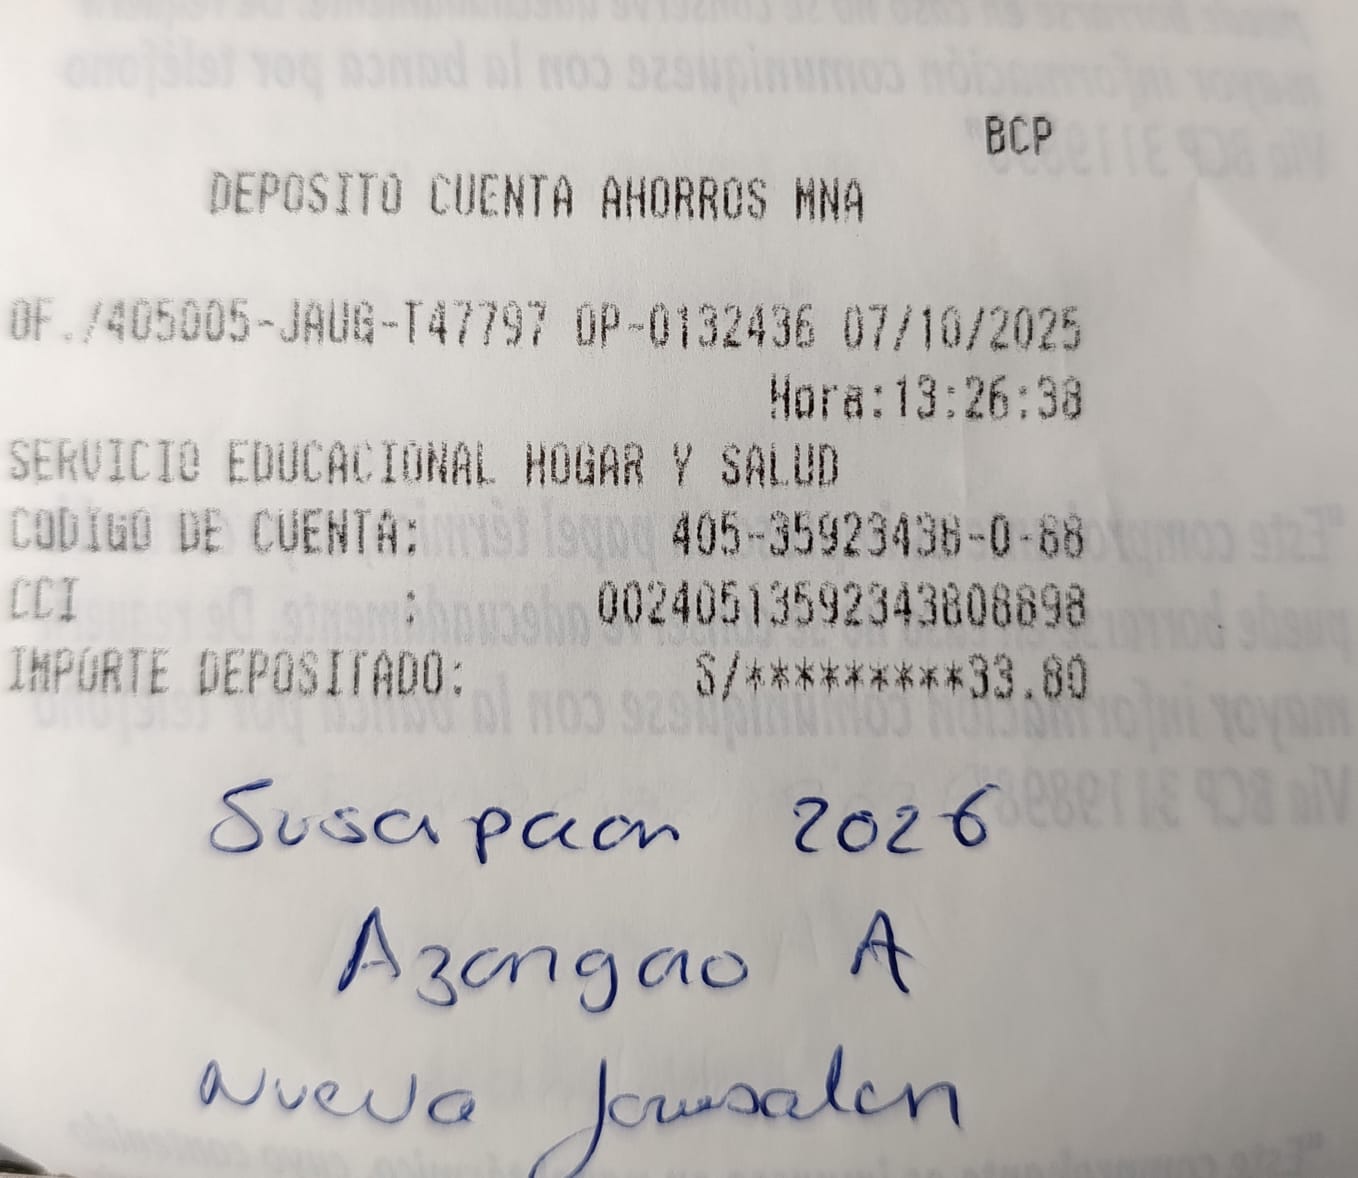 BCP
DEPOSITO CUENTA AHORROS MNA
OF./405005-JAUG-T47797 OP-0132436 07/10/2025
Hora:13:26:38
SERVICIO EDUCACIONAL HOGAR Y SALUD
CODIGO DE CUENTA: 405-35923438-0-88
CCI : 00240513592343808898
IMPORTE DEPOSITADO: S/*********33.80
Suscripcion 2026
Azangaro A
Nueva Jerusalen